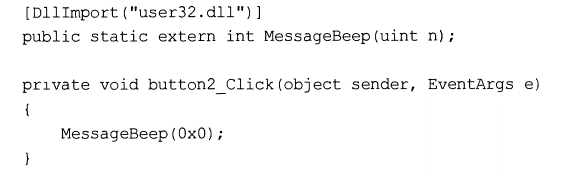 [DllImport("user32.dll")]
public static extern int MessageBeep(uint n);
private void button2_Click(object sender, EventArgs e)
{
MessageBeep(0x0);
}